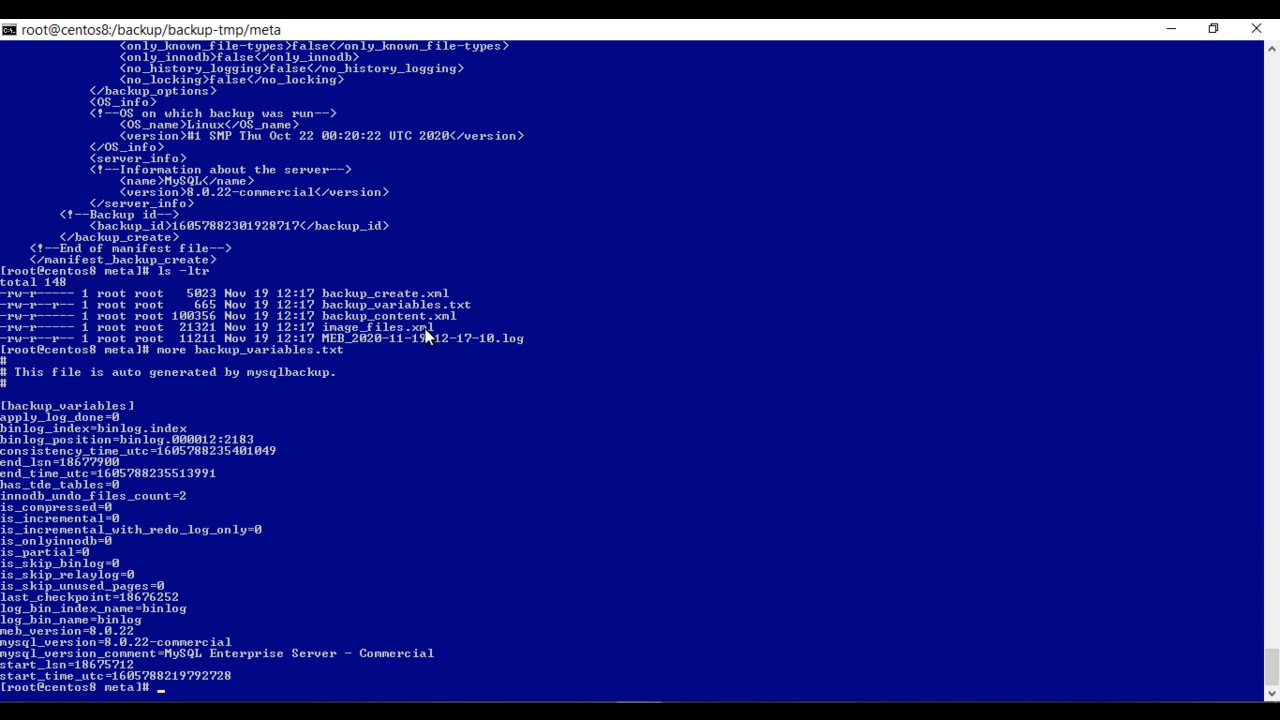 root@centos8:/backup/backup-tmp/meta
<only_known_file-types>false</only_known_file-types>
<only_innodb>false</only_innodb>
<no_history_logging>false</no_history_logging>
<no_locking>false</no_locking>
</backup_options>
<OS_info>
<!--OS on which backup was run-->
<OS_name>Linux</OS_name>
<version>#1 SMP Thu Oct 22 00:20:22 UTC 2020</version>
</OS_info>
<server_info>
<!--Information about the server-->
<name>MySQL</name>
<version>8.0.22-commercial</version>
</server_info>
<!--Backup id-->
<backup_id>16057882301928717</backup_id>
</backup_create>
<!--End of manifest file-->
</manifest_backup_create>
[root@centos8 meta]# ls -ltr
total 148
-rw-r----- 1 root root 5023 Nov 19 12:17 backup_create.xml
-rw-r--r-- 1 root root 665 Nov 19 12:17 backup_variables.txt
-rw-r----- 1 root root 100356 Nov 19 12:17 backup_content.xml
-rw-r----- 1 root root 21321 Nov 19 12:17 image_files.xml
-rw-r----- 1 root root 11211 Nov 19 12:17 MEB_2020-11-19.12-17-10.log
[root@centos8 meta]# more backup_variables.txt
#
# This file is auto generated by mysqlbackup.
#
[backup_variables]
apply_log_done=0
binlog_index=binlog.index
binlog_position=binlog.000012:2183
consistency_time_utc=1605788235401049
end_lsn=18677900
end_time_utc=1605788235513991
has_tde_tables=0
innodb_undo_files_count=2
is_compressed=0
is_incremental=0
is_incremental_with_redo_log_only=0
is_onlyinnodb=0
is_partial=0
is_skip_binlog=0
is_skip_relaylog=0
is_skip_unused_pages=0
last_checkpoint=18676252
log_bin_index_name=binlog
log_bin_name=binlog
meb_version=8.0.22
mysql_version=8.0.22-commercial
mysql_version_comment=MySQL Enterprise Server - Commercial
start_lsn=18675712
start_time_utc=1605788219792728
[root@centos8 meta]#